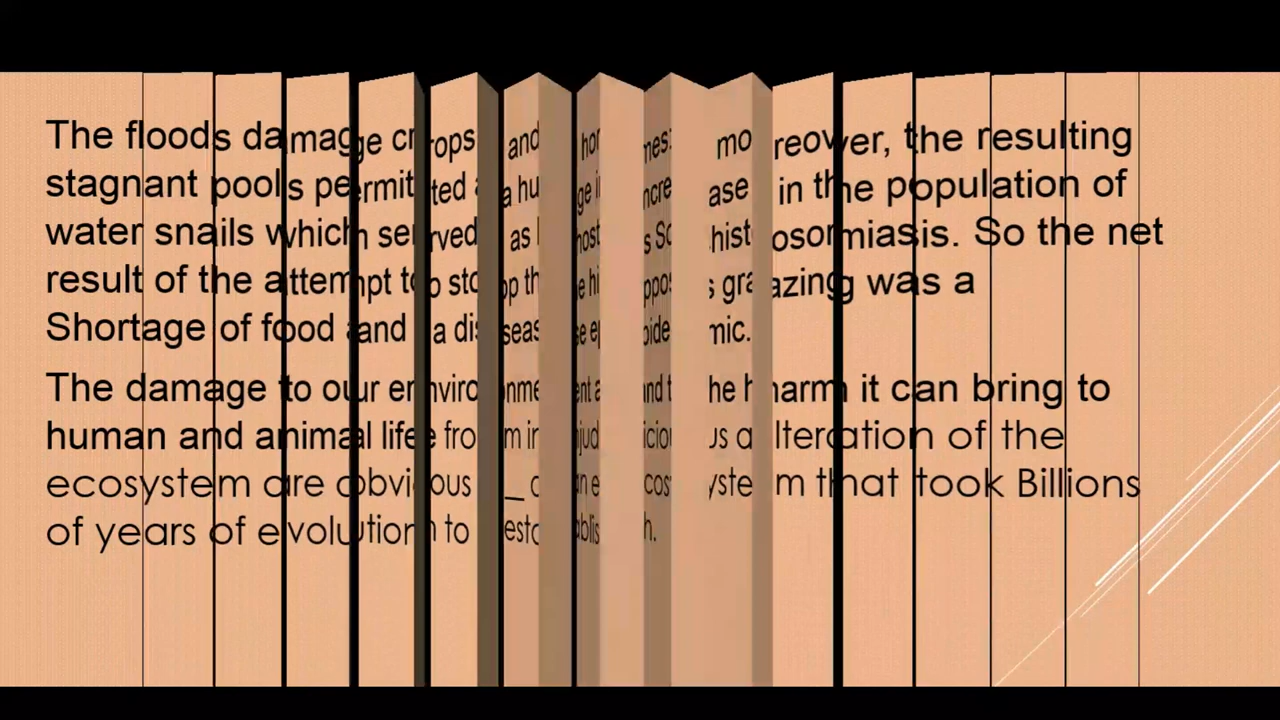 The floods damage crops and homes: moreover, the resulting
stagnant pools permitted a huge increase in the population of
water snails which served as hosts Schistosomiasis. So the net
result of the attempt to stop the hippos grazing was a
Shortage of food and a disease epidemic.
The damage to our environment and the harm it can bring to
human and animal life from injudicious alteration of the
ecosystem are obvious _ an ecosystem that took Billions
of years of evolution to establish.